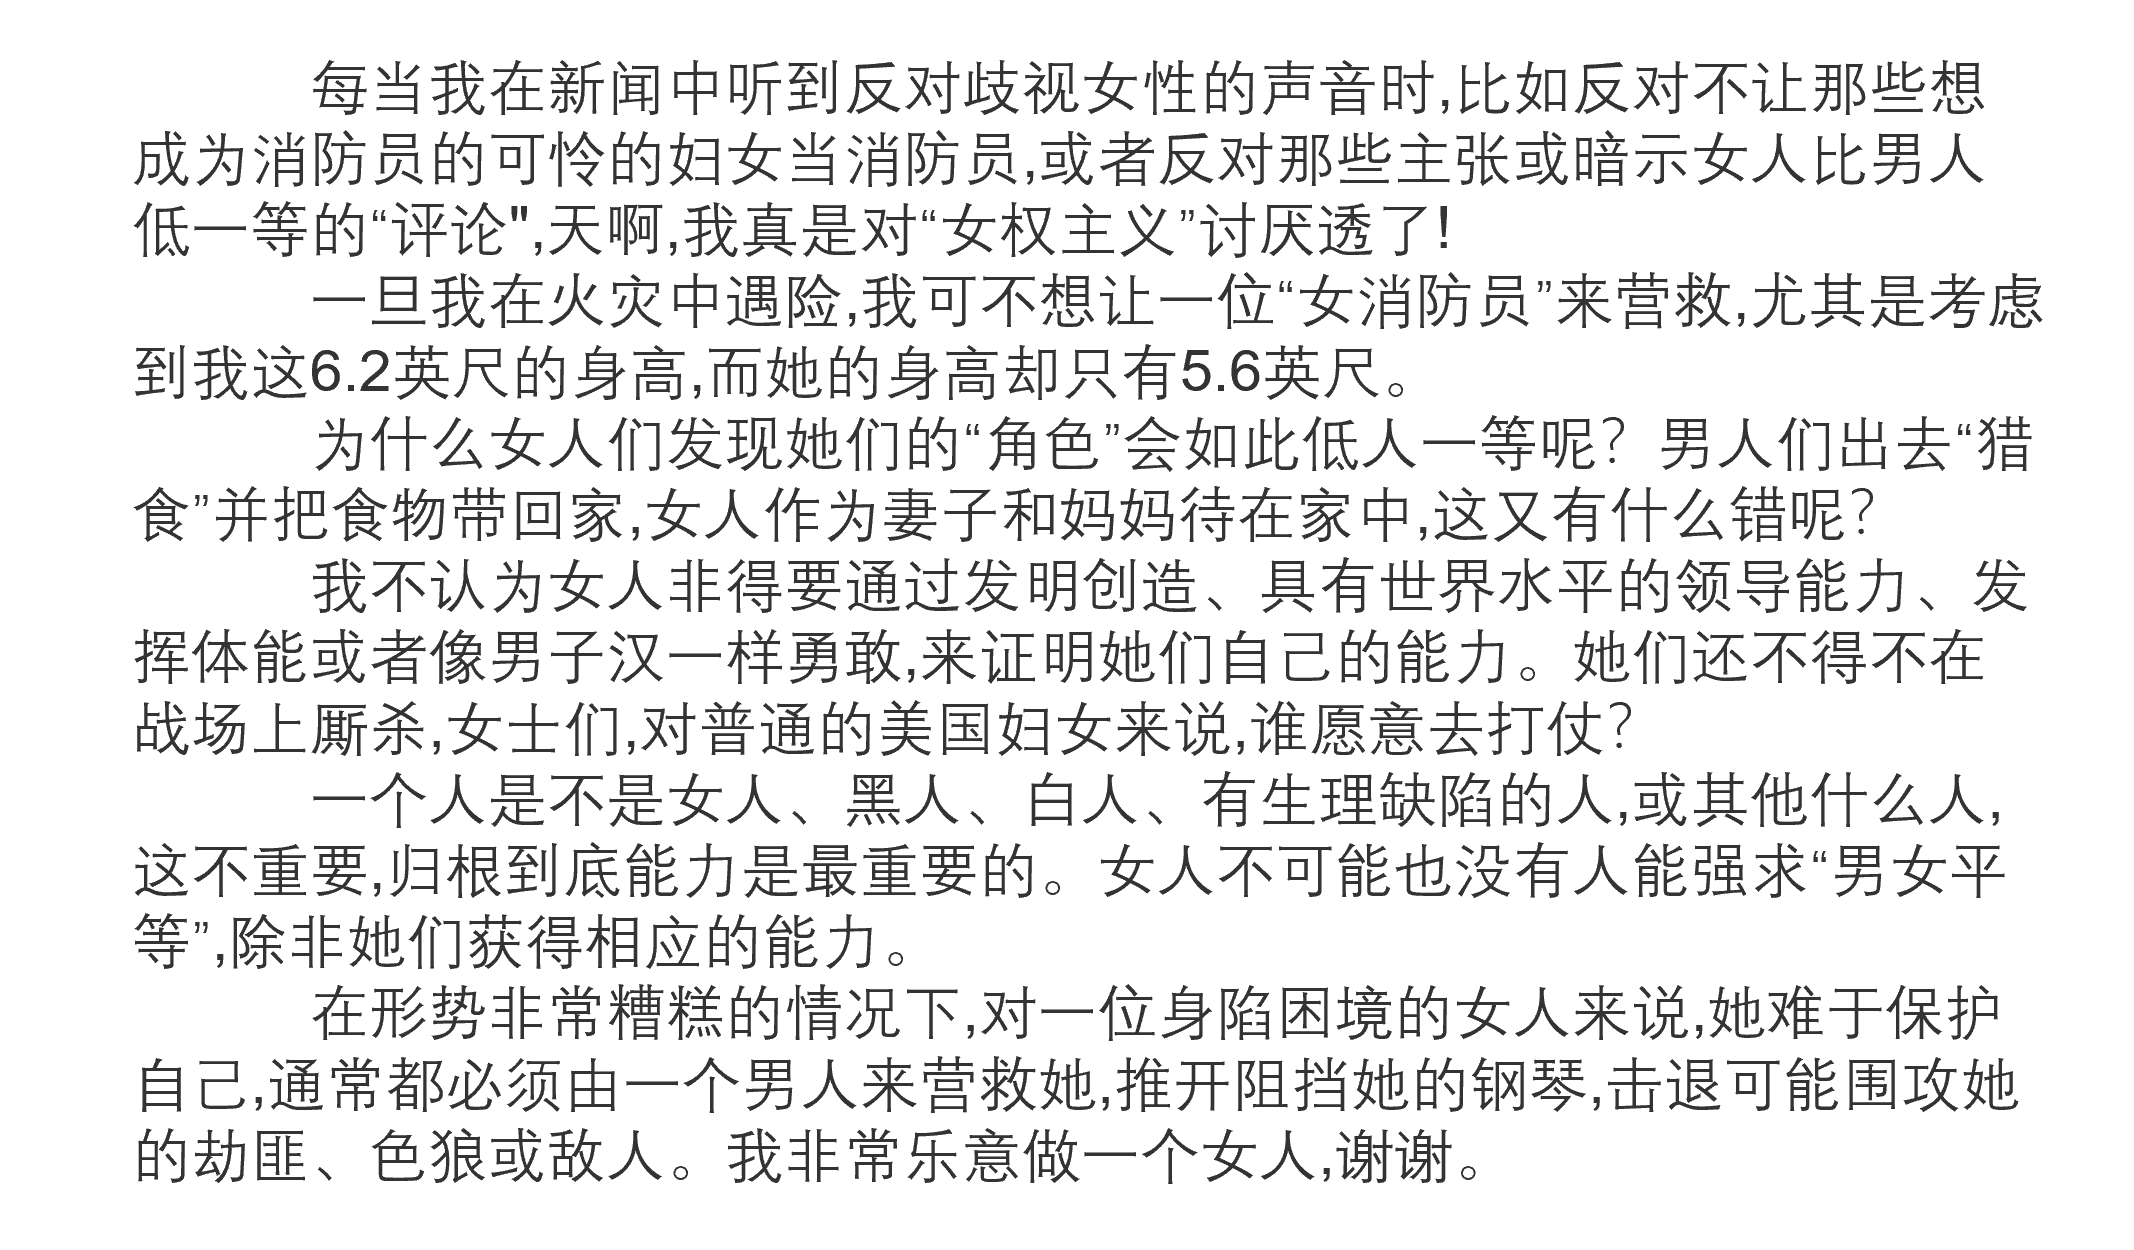 每当我在新闻中听到反对歧视女性的声音时,比如反对不让那些想
成为消防员的可怜的妇女当消防员,或者反对那些主张或暗示女人比男人
低一等的“评论",天啊,我真是对“女权主义”讨厌透了!
一旦我在火灾中遇险,我可不想让一位“女消防员”来营救,尤其是考虑
到我这6.2英尺的身高,而她的身高却只有5.6英尺。
为什么女人们发现她们的“角色”会如此低人一等呢?男人们出去“猎
食”并把食物带回家,女人作为妻子和妈妈待在家中,这又有什么错呢?
我不认为女人非得要通过发明创造、具有世界水平的领导能力、发
挥体能或者像男子汉一样勇敢,来证明她们自己的能力。她们还不得不在
战场上厮杀,女士们,对普通的美国妇女来说,谁愿意去打仗?
一个人是不是女人、黑人、白人、有生理缺陷的人,或其他什么人,
这不重要,归根到底能力是最重要的。女人不可能也没有人能强求“男女平
等”,除非她们获得相应的能力。
在形势非常糟糕的情况下,对一位身陷困境的女人来说,她难于保护
自己,通常都必须由一个男人来营救她,推开阻挡她的钢琴,击退可能围攻她
的劫匪、色狼或敌人。我非常乐意做一个女人,谢谢。